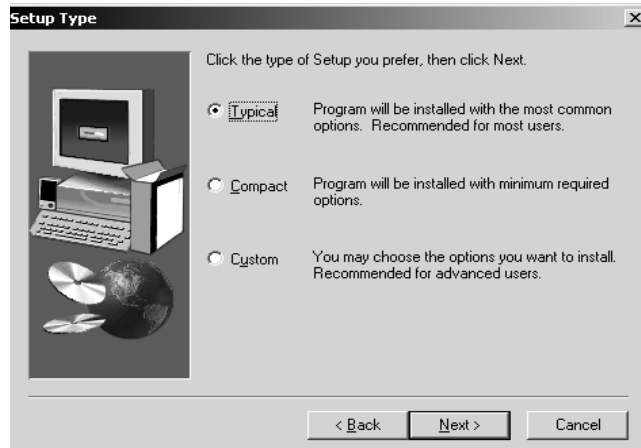 Setup Type
Click the type of Setup you prefer, then click Next.
Typical
Program will be installed with the most common
options. Recommended for most users.
Compact
Program will be installed with minimum required
options.
Custom
You may choose the options you want to install.
Recommended for advanced users.
< Back
Next >
Cancel